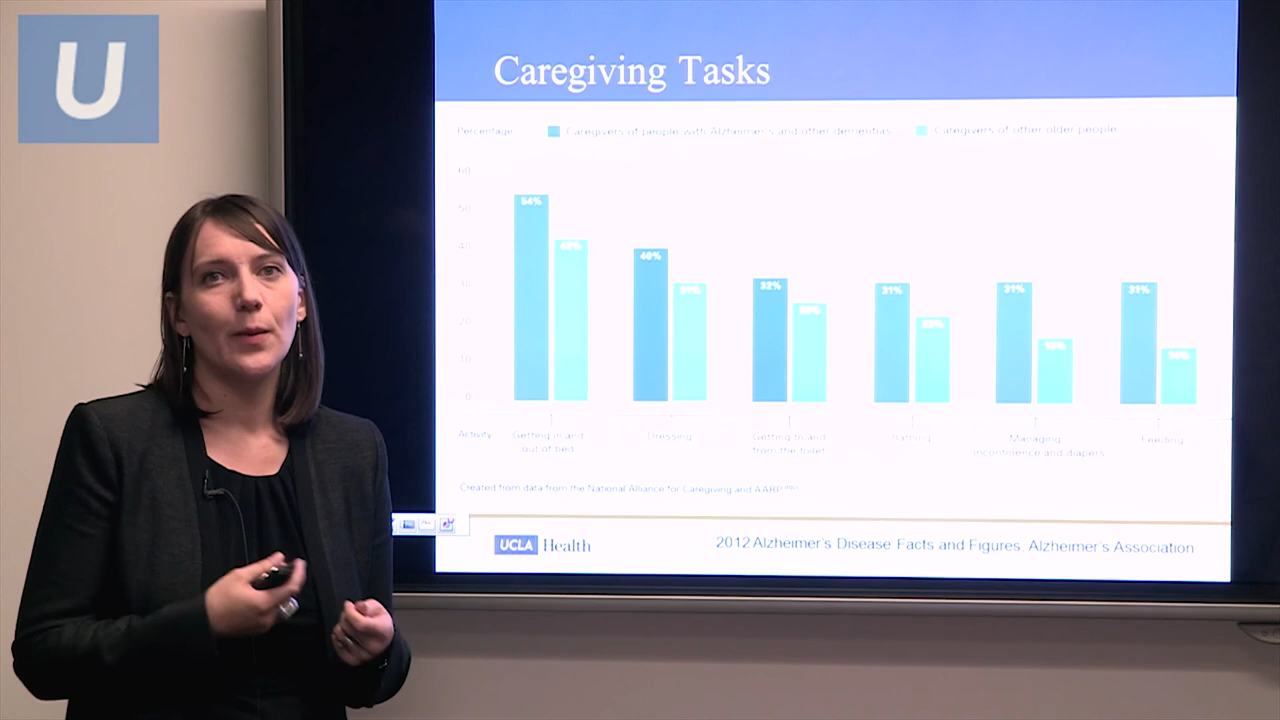 U
Caregiving Tasks
Percentage
Caregivers of people with Alzheimer's and other dementias
Caregivers of other older people
60
50
40
30
20
10
0
54%
42%
40%
31%
32%
31%
31%
31%
Activity
Getting in and
out of bed
Dressing
Getting to and
from the toilet
Bathing
Managing
incontinence and diapers
Feeding
Created from data from the National Alliance for Caregiving and AARP
UCLA Health
2012 Alzheimer's Disease Facts and Figures. Alzheimer's Association